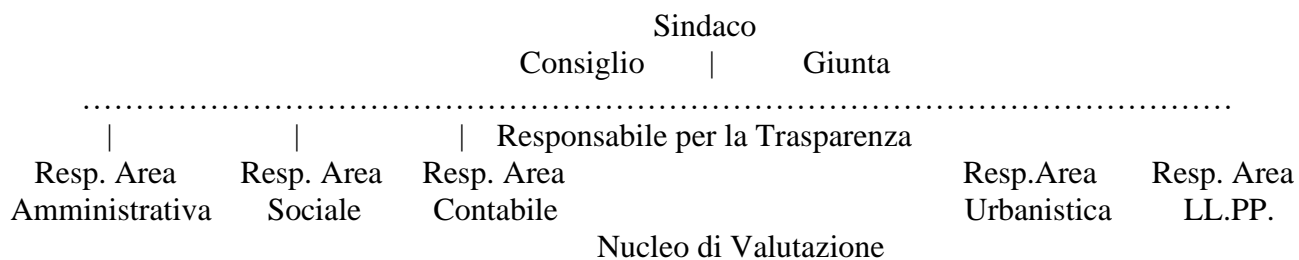 Sindaco
Consiglio | Giunta
……………………………………………………………………………………………
| | | Responsabile per la Trasparenza
Resp. Area Resp. Area Resp. Area Resp.Area Resp. Area
Amministrativa Sociale Contabile Urbanistica LL.PP.
Nucleo di Valutazione